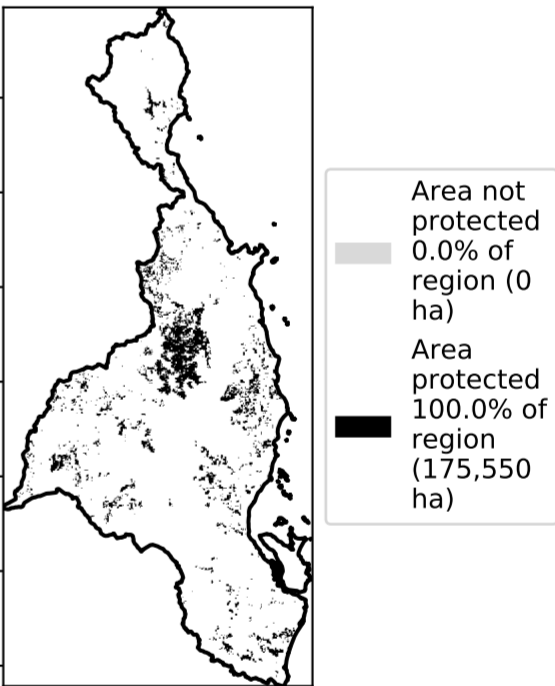 Area not
protected
0.0% of
region (0
ha)
Area
protected
100.0% of
region
(175,550
ha)